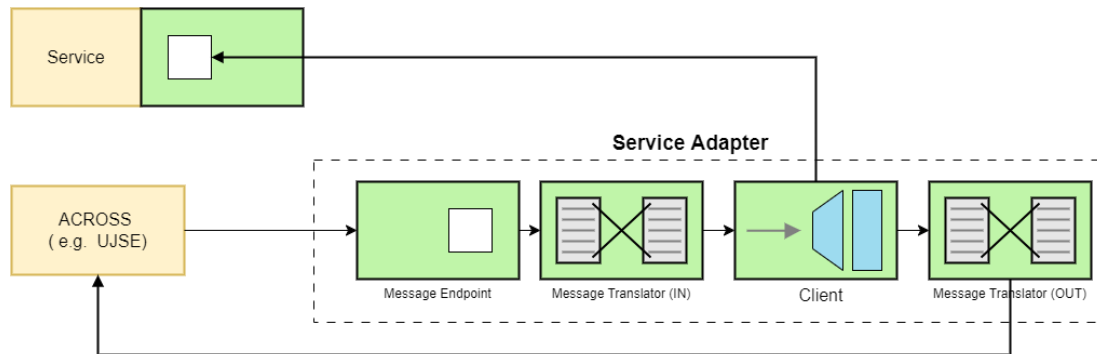 Service
Service Adapter
ACROSS
( e.g. UJSE)
Message Endpoint
Message Translator (IN)
Client
Message Translator (OUT)